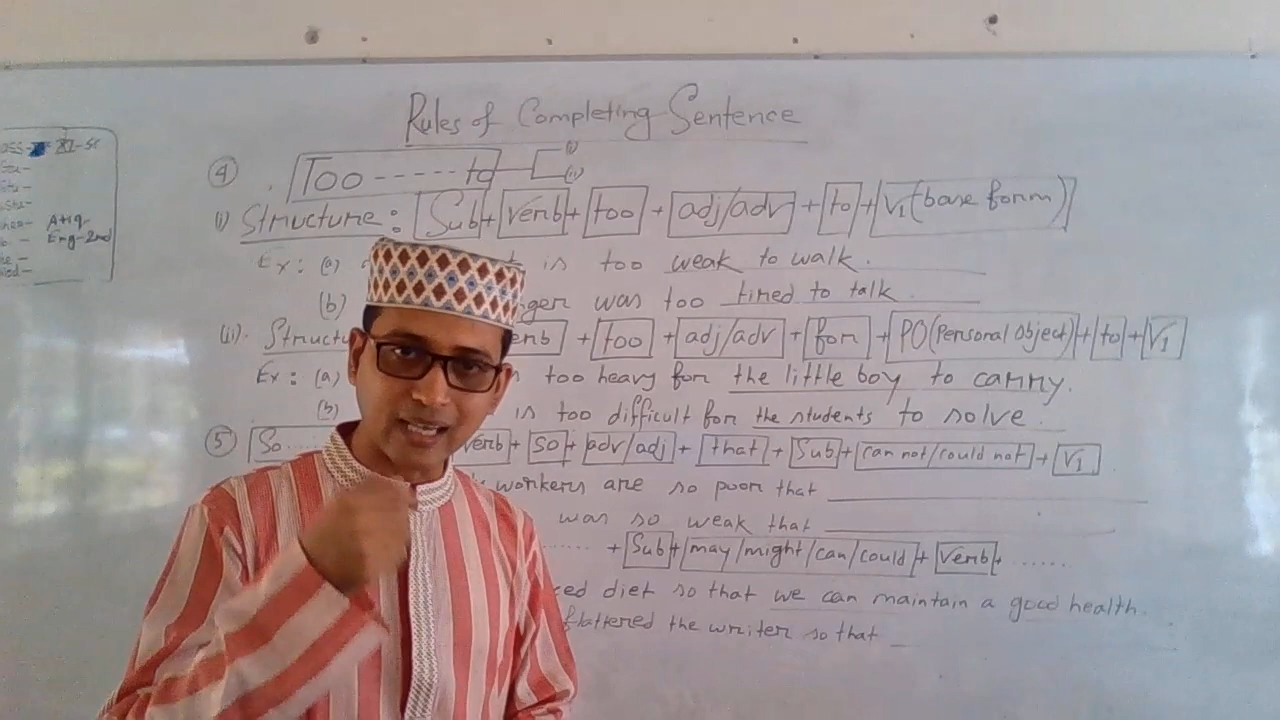 Rules of Completing Sentence
④ Too ----- to (i)
(ii)
(i) Structure: Sub + Verb + too + adj/adv + to + V1 (base form)
Ex: (a) is too weak to walk.
(b) was too tired to talk.
(ii). + too + adj/adv + for + PO (Personal Object) + to + V1
Ex: (a) too heavy for the little boy to carry.
(b) is too difficult for the students to solve.
⑤ So verb + so + adv/adj + that + Sub + can not/could not + V1
workers are so poor that
was so weak that
+ Sub + may/might/can/could + verb + ......
diet so that we can maintain a good health.
flattered the writer so that
Atiq
Eng-2nd